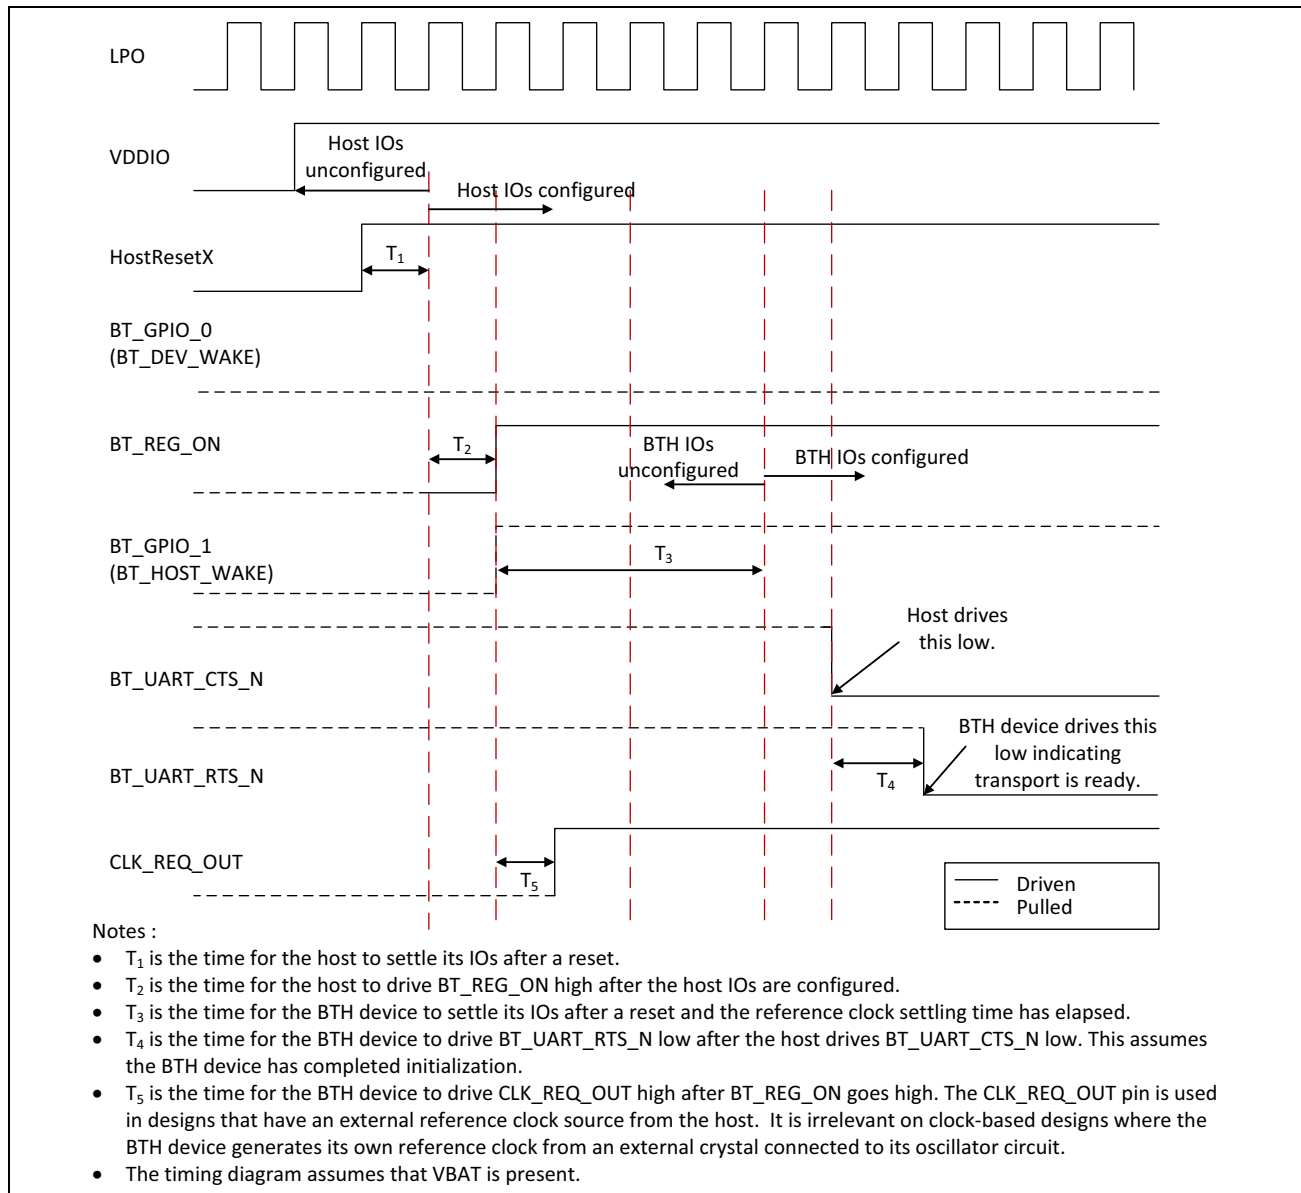 LPO
VDDIO
Host IOs
unconfigured
Host IOs configured
HostResetX
T1
BT_GPIO_0
(BT_DEV_WAKE)
BT_REG_ON
T2
BTH IOs
unconfigured
BTH IOs configured
BT_GPIO_1
(BT_HOST_WAKE)
T3
Host drives
this low.
BT_UART_CTS_N
BTH device drives this
low indicating
transport is ready.
BT_UART_RTS_N
T4
CLK_REQ_OUT
T5
Driven
Pulled
Notes :
• T1 is the time for the host to settle its IOs after a reset.
• T2 is the time for the host to drive BT_REG_ON high after the host IOs are configured.
• T3 is the time for the BTH device to settle its IOs after a reset and the reference clock settling time has elapsed.
• T4 is the time for the BTH device to drive BT_UART_RTS_N low after the host drives BT_UART_CTS_N low. This assumes
the BTH device has completed initialization.
• T5 is the time for the BTH device to drive CLK_REQ_OUT high after BT_REG_ON goes high. The CLK_REQ_OUT pin is used
in designs that have an external reference clock source from the host. It is irrelevant on clock-based designs where the
BTH device generates its own reference clock from an external crystal connected to its oscillator circuit.
• The timing diagram assumes that VBAT is present.